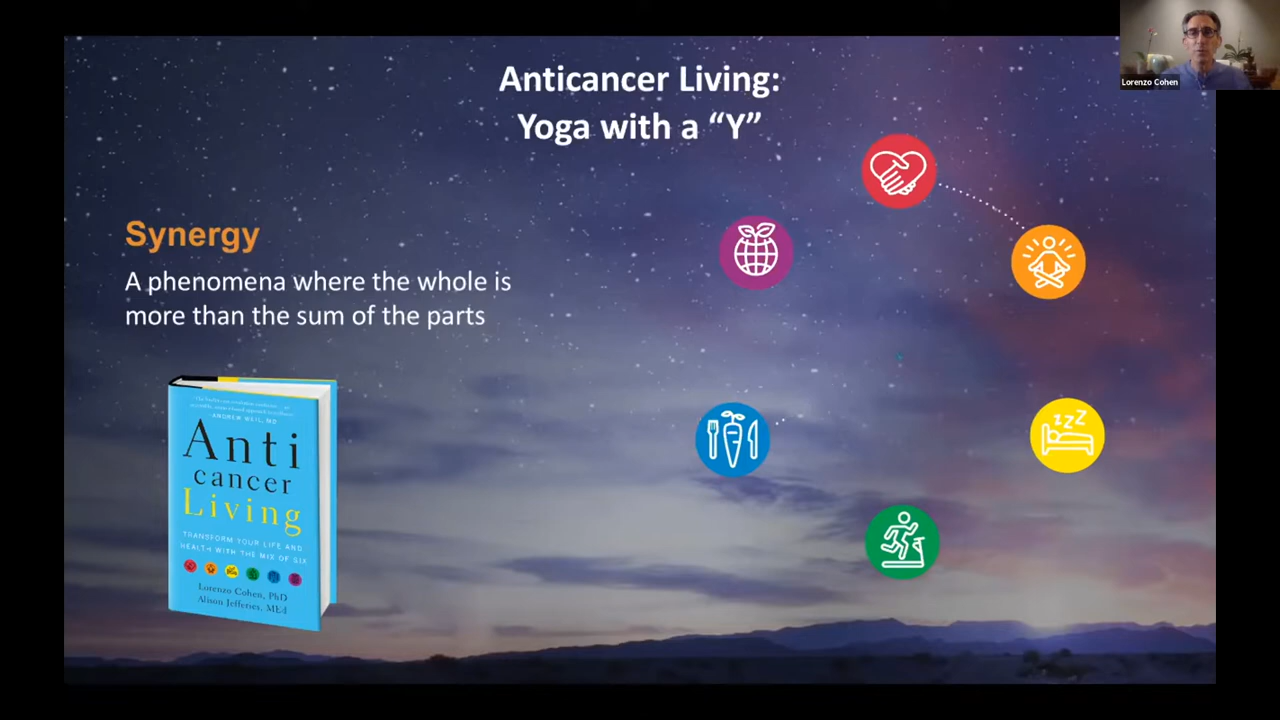 Anticancer Living:
Yoga with a “Y”
Lorenzo Cohen
Synergy
A phenomena where the whole is
more than the sum of the parts
ANDREW WEIL, MD
Anti
cancer
Living
TRANSFORM YOUR LIFE AND
HEALTH WITH THE MIX OF SIX
Lorenzo Cohen, PhD
Alison Jefferies, MEd
zZZ